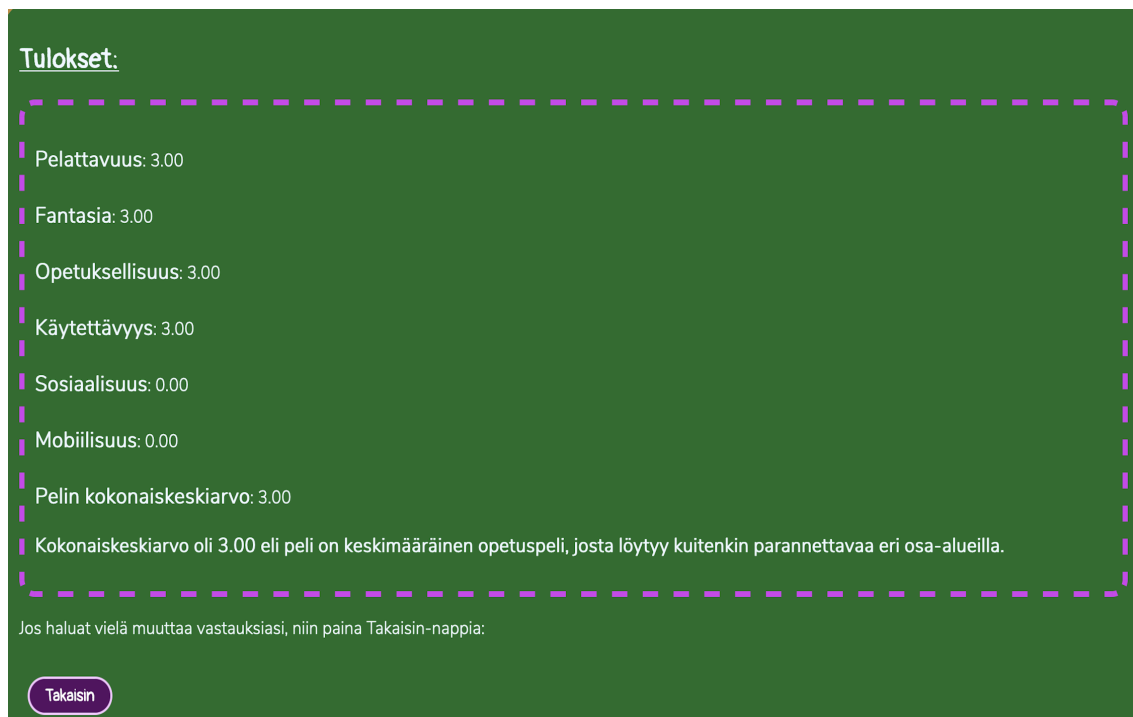 Tulokset:
Pelattavuus: 3.00
Fantasia: 3.00
Opetuksellisuus: 3.00
Käytettävyys: 3.00
Sosiaalisuus: 0.00
Mobiilisuus: 0.00
Pelin kokonaiskeskiarvo: 3.00
Kokonaiskeskiarvo oli 3.00 eli peli on keskimääräinen opetuspeli, josta löytyy kuitenkin parannettavaa eri osa-alueilla.
Jos haluat vielä muuttaa vastauksiasi, niin paina Takaisin-nappia:
Takaisin